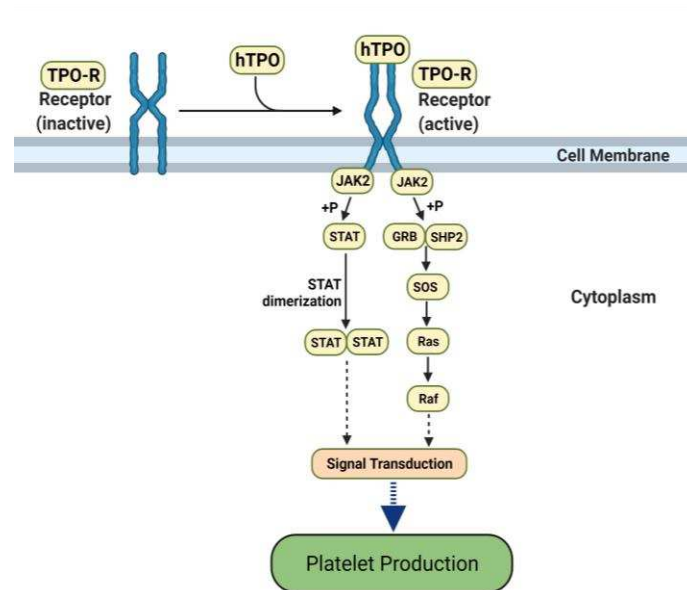 hTPO
hTPO
TPO-R
Receptor
(inactive)
TPO-R
Receptor
(active)
Cell Membrane
JAK2
JAK2
+P
+P
STAT
GRB
SHP2
STAT
dimerization
SOS
Cytoplasm
STAT
STAT
Ras
Raf
Signal Transduction
Platelet Production